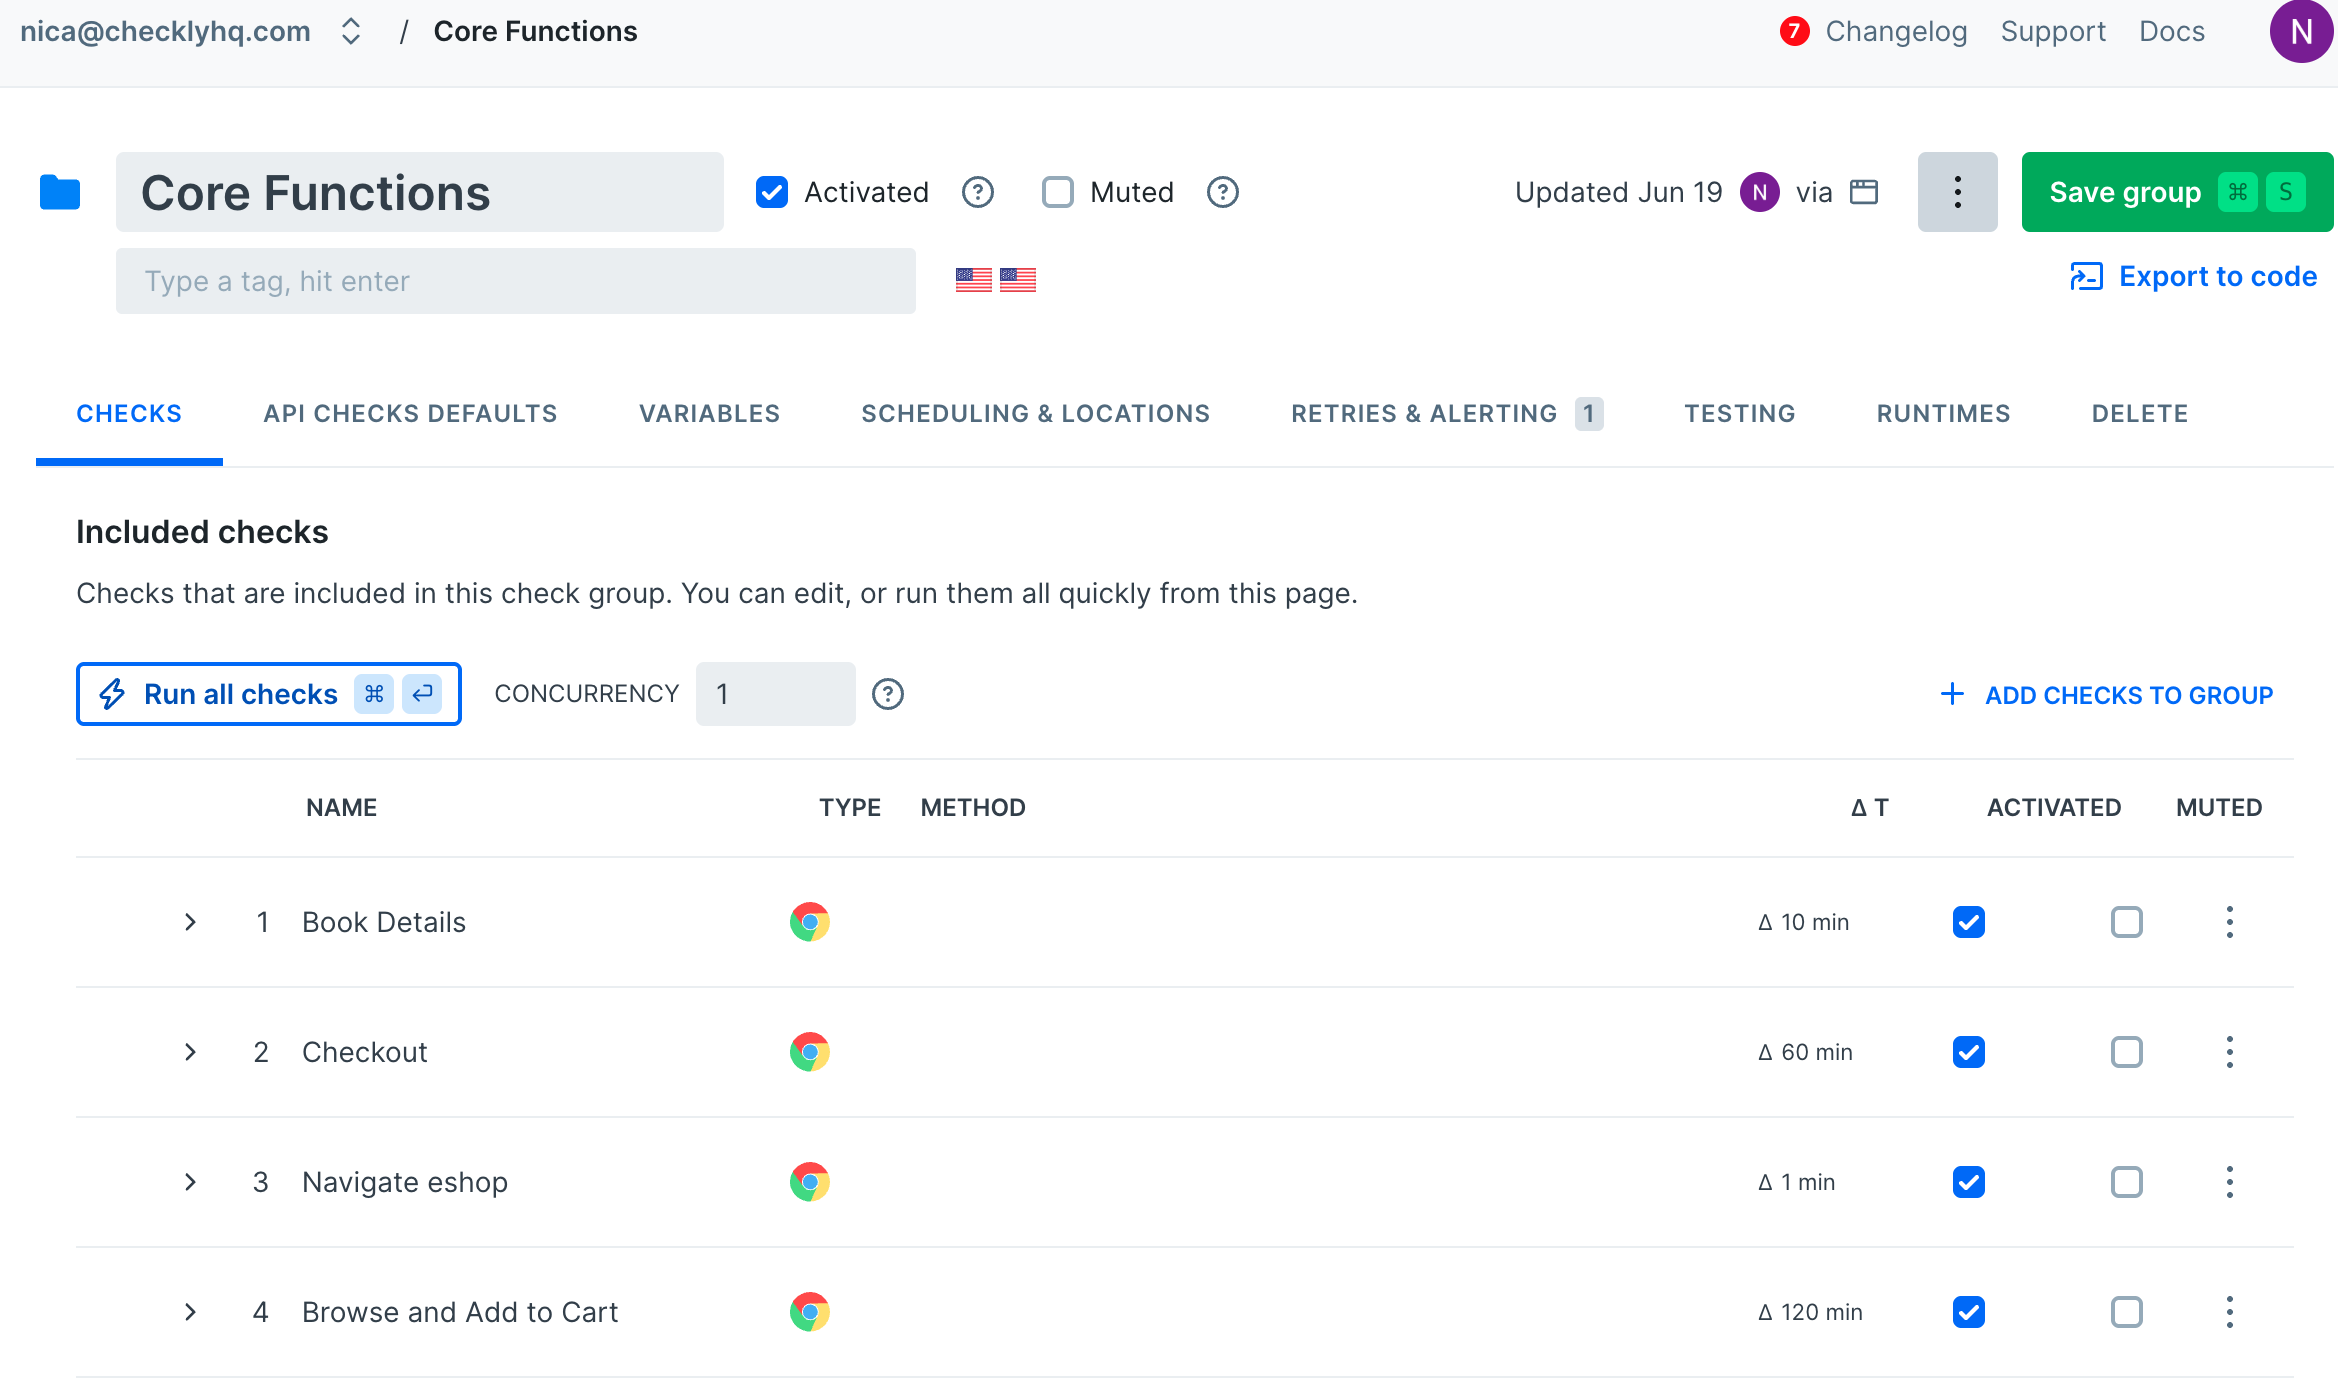 nica@checklyhq.com / Core Functions 7 Changelog Support Docs N
Core Functions Activated ? Muted ? Updated Jun 19 N via Save group ⌘ S
Type a tag, hit enter Export to code
CHECKS API CHECKS DEFAULTS VARIABLES SCHEDULING & LOCATIONS RETRIES & ALERTING 1 TESTING RUNTIMES DELETE
Included checks
Checks that are included in this check group. You can edit, or run them all quickly from this page.
Run all checks ⌘ ↵ CONCURRENCY 1 ? + ADD CHECKS TO GROUP
NAME TYPE METHOD Δ T ACTIVATED MUTED
1 Book Details Δ 10 min
2 Checkout Δ 60 min
3 Navigate eshop Δ 1 min
4 Browse and Add to Cart Δ 120 min